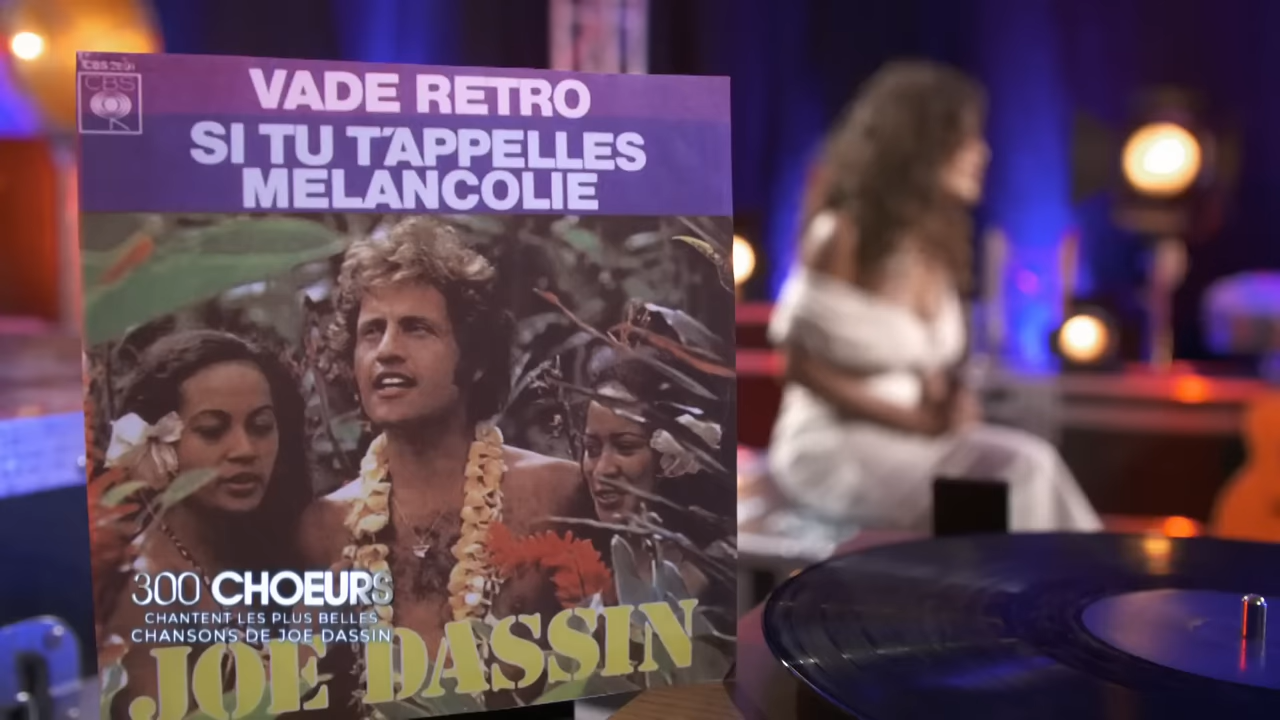 CBS
VADE RETRO
SI TU T'APPELLES
MELANCOLIE
300 CHOEURS
CHANTENT LES PLUS BELLES
CHANSONS DE JOE DASSIN
JOE DASSIN